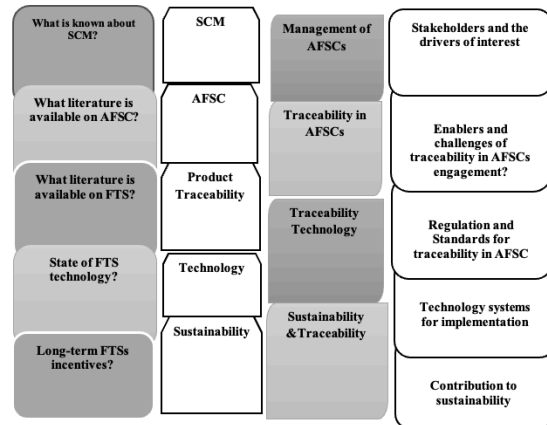 What is known about
SCM?
What literature is
available on AFSC?
What literature is
available on FTS?
State of FTS
technology?
Long-term FTSs
incentives?
SCM
AFSC
Product
Traceability
Technology
Sustainability
Management of
AFSCs
Traceability in
AFSCs
Traceability
Technology
Sustainability
&Traceability
Stakeholders and the
drivers of interest
Enablers and
challenges of
traceability in AFSCs
engagement?
Regulation and
Standards for
traceability in AFSC
Technology systems
for implementation
Contribution to
sustainability